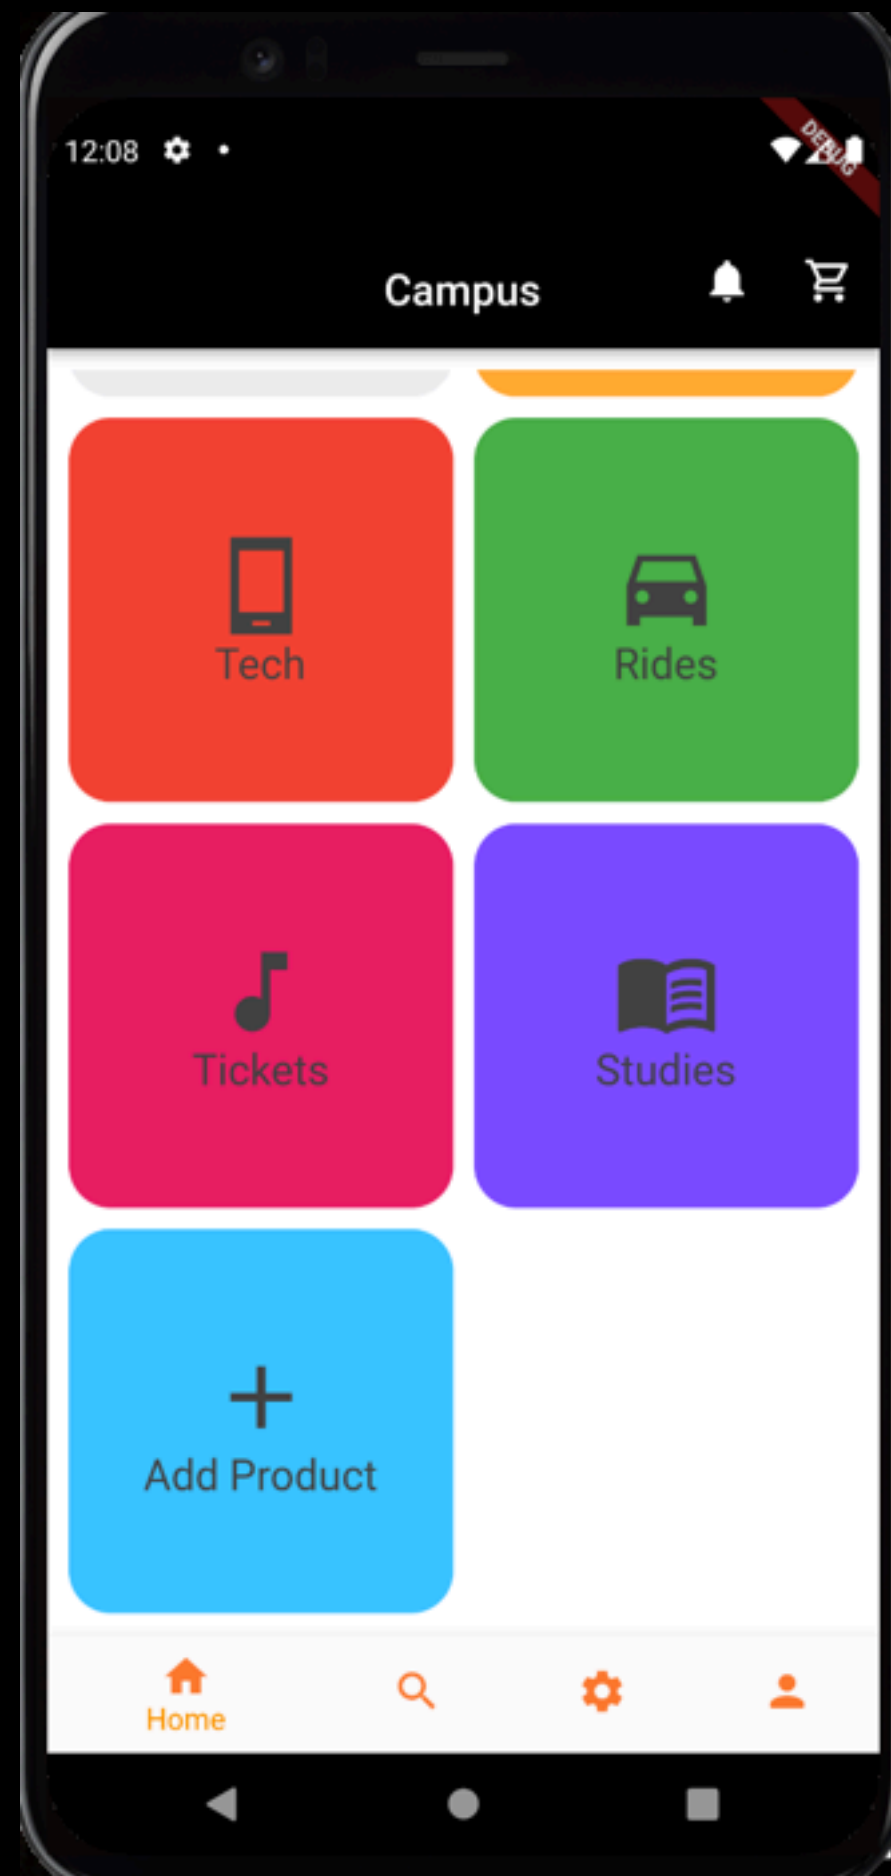 12:08
DEBUG
Campus
Tech
Rides
Tickets
Studies
Add Product
Home